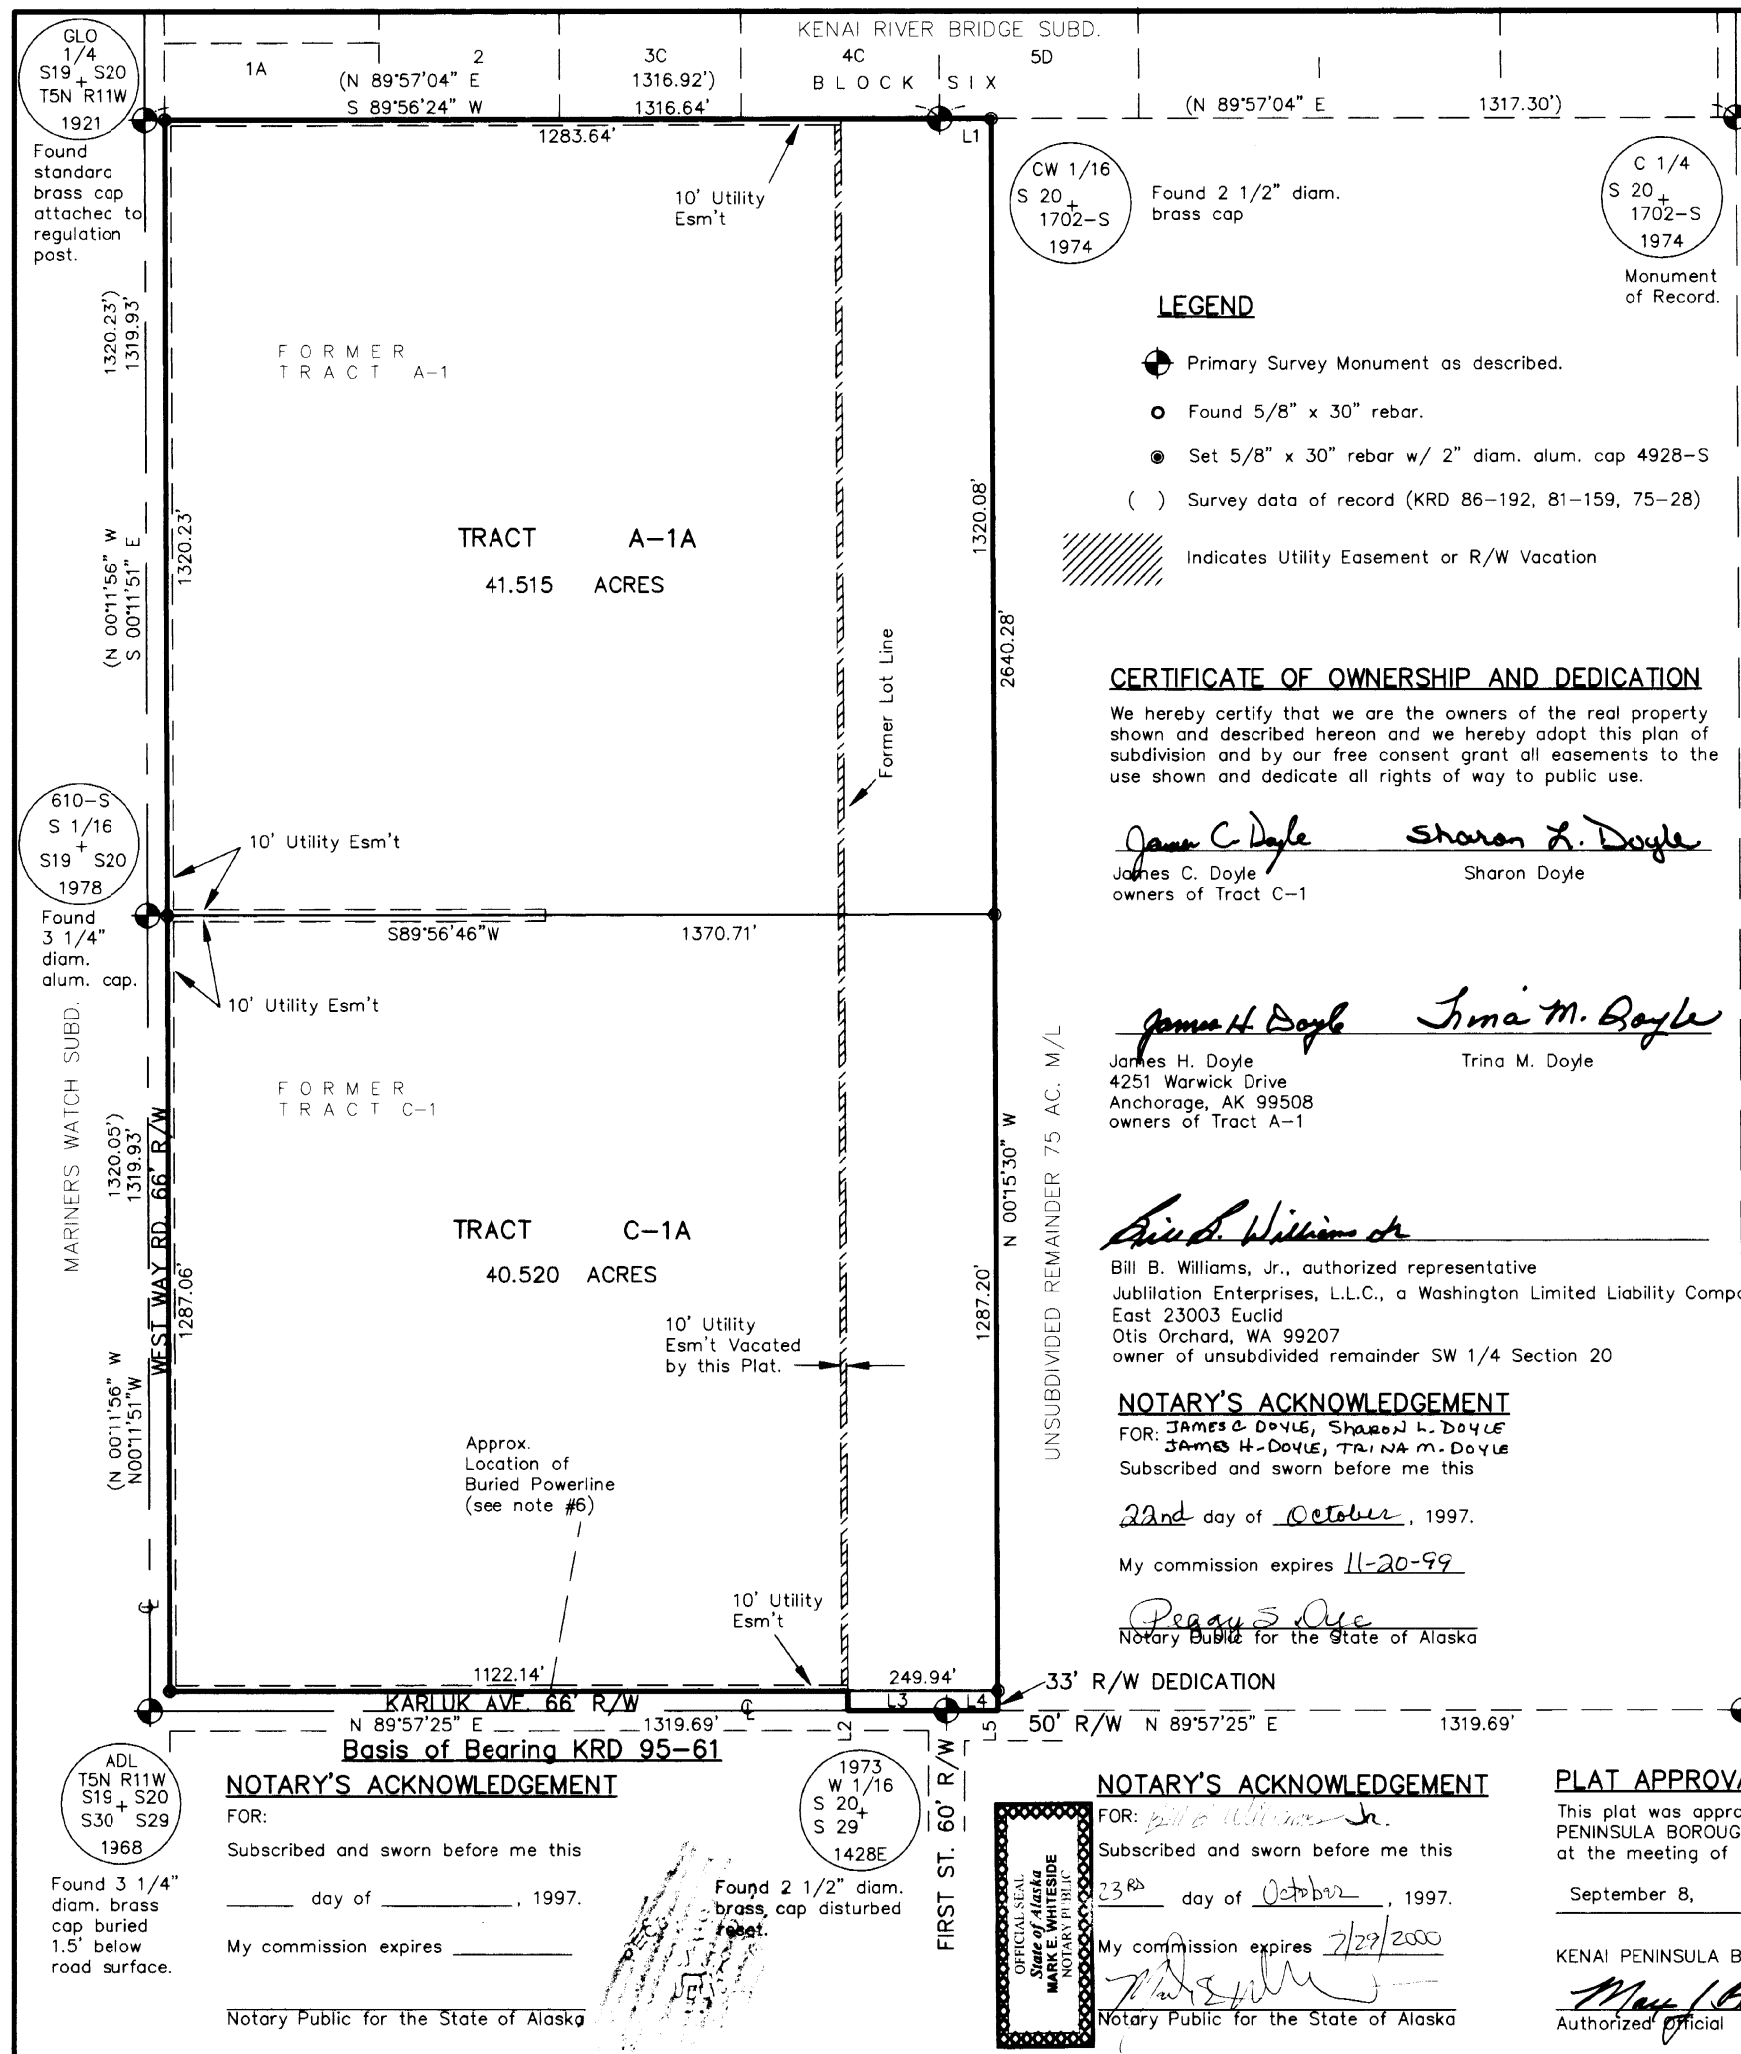 KENAI RIVER BRIDGE SUBD.
1A
2
3C
4C
5D
BLOCK SIX
(N 89°57'04" E 1316.92')
S 89°56'24" W 1316.64'
(N 89°57'04" E 1317.30')
1283.64'
L1
GLO
1/4
S19 + S20
T5N R11W
1921
Found
standard
brass cap
attached to
regulation
post.
10' Utility
Esm't
CW 1/16
S 20 +
1702-S
1974
Found 2 1/2" diam.
brass cap
C 1/4
S 20 +
1702-S
1974
Monument
of Record.
1320.23')
1319.93'
FORMER
TRACT A-1
(N 00°11'56" W
S 00°11'51" E
1320.23'
TRACT A-1A
41.515 ACRES
1320.08'
2640.28'
Former Lot Line
LEGEND
Primary Survey Monument as described.
Found 5/8" x 30" rebar.
Set 5/8" x 30" rebar w/ 2" diam. alum. cap 4928-S
( ) Survey data of record (KRD 86-192, 81-159, 75-28)
Indicates Utility Easement or R/W Vacation
CERTIFICATE OF OWNERSHIP AND DEDICATION
We hereby certify that we are the owners of the real property
shown and described hereon and we hereby adopt this plan of
subdivision and by our free consent grant all easements to the
use shown and dedicate all rights of way to public use.
James C Doyle Sharon L. Doyle
James C. Doyle Sharon Doyle
owners of Tract C-1
610-S
S 1/16
+
S19 S20
1978
Found
3 1/4"
diam.
alum. cap.
10' Utility Esm't
S89°56'46"W 1370.71'
10' Utility Esm't
James H Doyle Trina M. Doyle
James H. Doyle Trina M. Doyle
4251 Warwick Drive
Anchorage, AK 99508
owners of Tract A-1
MARINERS WATCH SUBD.
FORMER
TRACT C-1
1320.05')
1319.93'
WEST WAY RD. 66' R/W
1287.06'
(N 00°11'56" W
N00°11'51"W
TRACT C-1A
40.520 ACRES
10' Utility
Esm't Vacated
by this Plat.
N 00°15'30" W
1287.20'
UNSUBDIVIDED REMAINDER 75 AC. M/L
Bill B. Williams Jr
Bill B. Williams, Jr., authorized representative
Jublilation Enterprises, L.L.C., a Washington Limited Liability Compa
East 23003 Euclid
Otis Orchard, WA 99207
owner of unsubdivided remainder SW 1/4 Section 20
NOTARY'S ACKNOWLEDGEMENT
FOR: JAMES C DOYLE, SHARON L. DOYLE
JAMES H. DOYLE, TRINA M. DOYLE
Subscribed and sworn before me this
22nd day of October, 1997.
My commission expires 11-20-99
Peggy S. Dye
Notary Public for the State of Alaska
Approx.
Location of
Buried Powerline
(see note #6)
10' Utility
Esm't
1122.14'
249.94'
33' R/W DEDICATION
KARLUK AVE. 66' R/W
L3
L4
N 89°57'25" E 1319.69'
L2
L5
50' R/W N 89°57'25" E 1319.69'
Basis of Bearing KRD 95-61
FIRST ST. 60' R/W
ADL
T5N R11W
S19 + S20
S30 S29
1968
Found 3 1/4"
diam. brass
cap buried
1.5' below
road surface.
NOTARY'S ACKNOWLEDGEMENT
FOR:
Subscribed and sworn before me this
day of , 1997.
My commission expires
Notary Public for the State of Alaska
1973
W 1/16
S 20 +
S 29
1428E
Found 2 1/2" diam.
brass cap disturbed
reset.
OFFICIAL SEAL
State of Alaska
MARK E. WHITESIDE
NOTARY PUBLIC
NOTARY'S ACKNOWLEDGEMENT
FOR: Bill B Williams Jr.
Subscribed and sworn before me this
23RD day of October, 1997.
My commission expires 7/29/2000
Notary Public for the State of Alaska
PLAT APPROVA
This plat was appro
PENINSULA BOROUG
at the meeting of
September 8,
KENAI PENINSULA B
Authorized Official